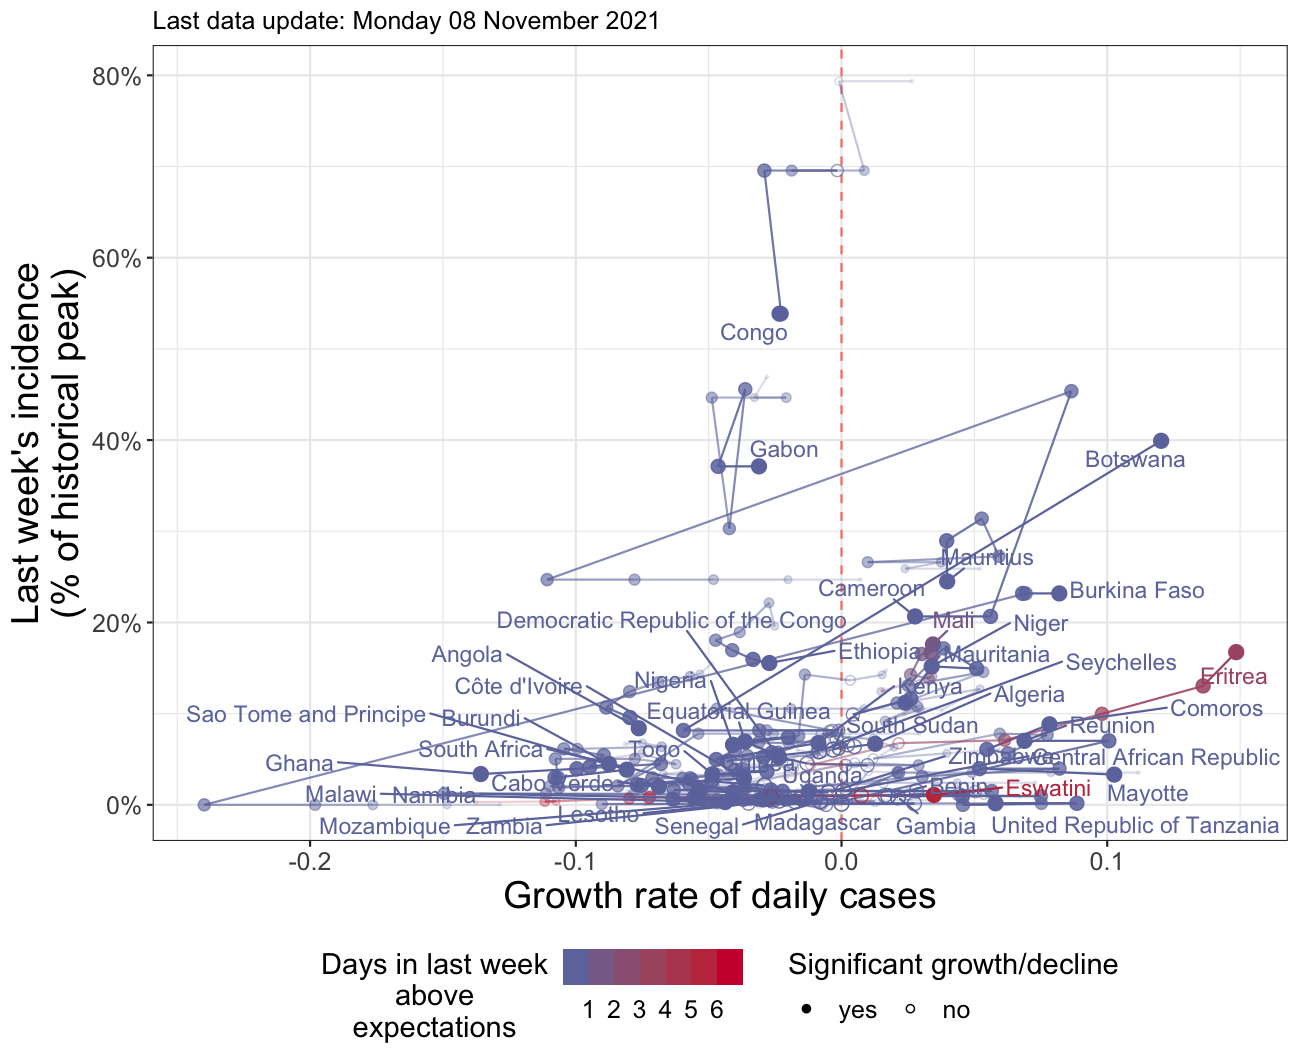 Last data update: Monday 08 November 2021
80%
60%
40%
20%
0%
Last week's incidence
(% of historical peak)
Congo
Gabon
Botswana
Mauritius
Cameroon
Burkina Faso
Democratic Republic of the Congo
Mali
Niger
Angola
Ethiopia
Mauritania
Seychelles
Eritrea
Côte d'Ivoire
Nigeria
Kenya
Algeria
Sao Tome and Principe
Burundi
Equatorial Guinea
Comoros
South Sudan
Reunion
South Africa
Togo
Zimbabwe
Central African Republic
Ghana
Guinea
Cabo Verde
Uganda
Benin
Eswatini
Malawi
Namibia
Mayotte
Lesotho
Mozambique
Zambia
Senegal
Madagascar
Gambia
United Republic of Tanzania
-0.2
-0.1
0.0
0.1
Growth rate of daily cases
Days in last week
above
expectations
1 2 3 4 5 6
Significant growth/decline
yes
no